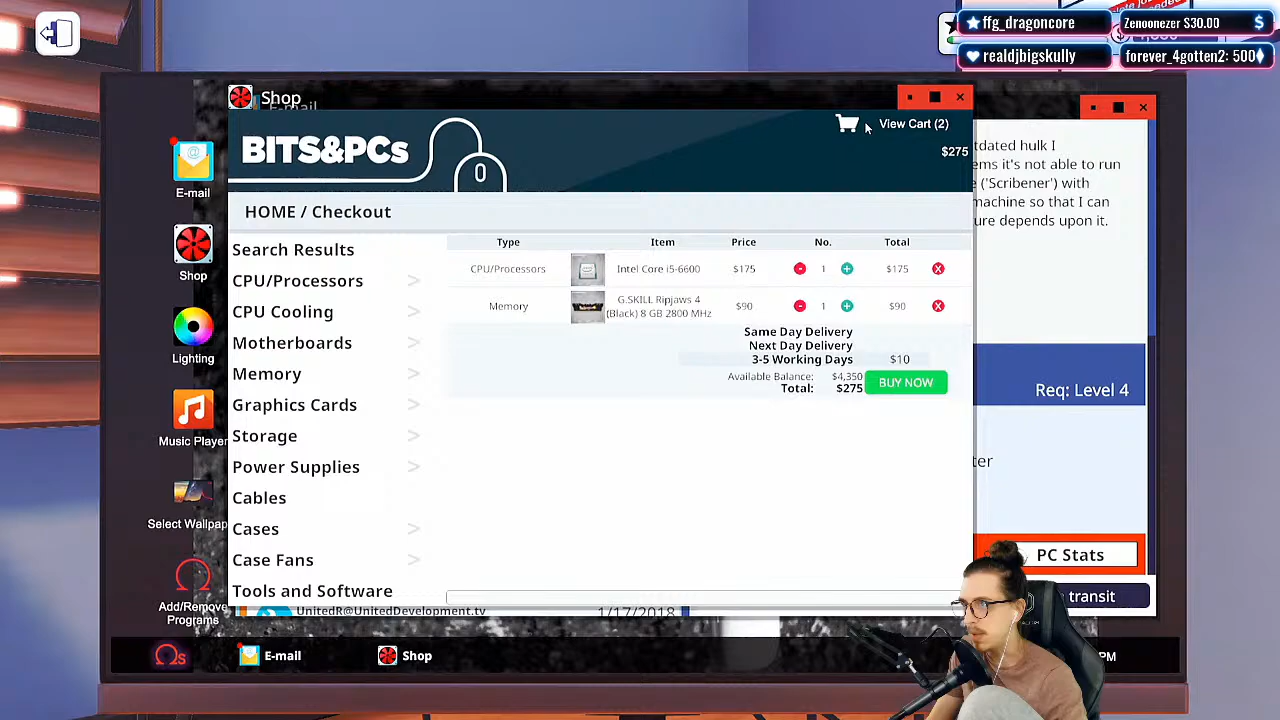 ffg_dragoncore
Zenoonezer $30.00
realdjbigskully
forever_4gotten2: 500
Shop
E-mail
BITS&PCs
View Cart (2)
$275
HOME / Checkout
Search Results
CPU/Processors
CPU Cooling
Motherboards
Memory
Graphics Cards
Storage
Power Supplies
Cables
Cases
Case Fans
Tools and Software
Type Item Price No. Total
CPU/Processors Intel Core i5-6600 $175 1 $175
Memory G.SKILL Ripjaws 4 (Black) 8 GB 2800 MHz $90 1 $90
Same Day Delivery
Next Day Delivery
3-5 Working Days $10
Available Balance: $4,350
Total: $275
BUY NOW
E-mail
Shop
Lighting
Music Player
Select Wallpap
Add/Remove
Programs
tdated hulk I
ems it's not able to run
e ('Scribener') with
machine so that I can
ure depends upon it.
Req: Level 4
ter
PC Stats
transit
UnitedR@UnitedDevelopment.tv 1/17/2018
E-mail
Shop
PM